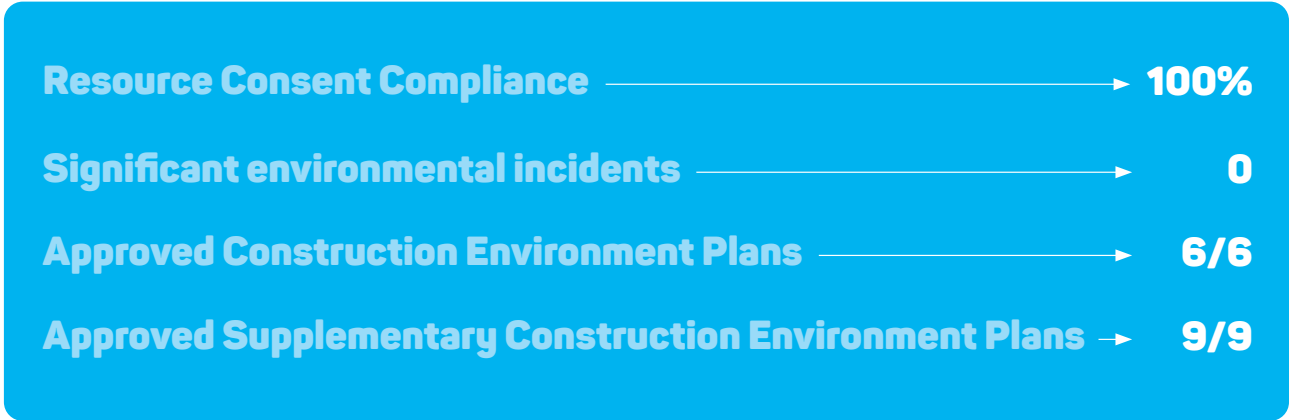 Resource Consent Compliance 100%
Significant environmental incidents 0
Approved Construction Environment Plans 6/6
Approved Supplementary Construction Environment Plans 9/9